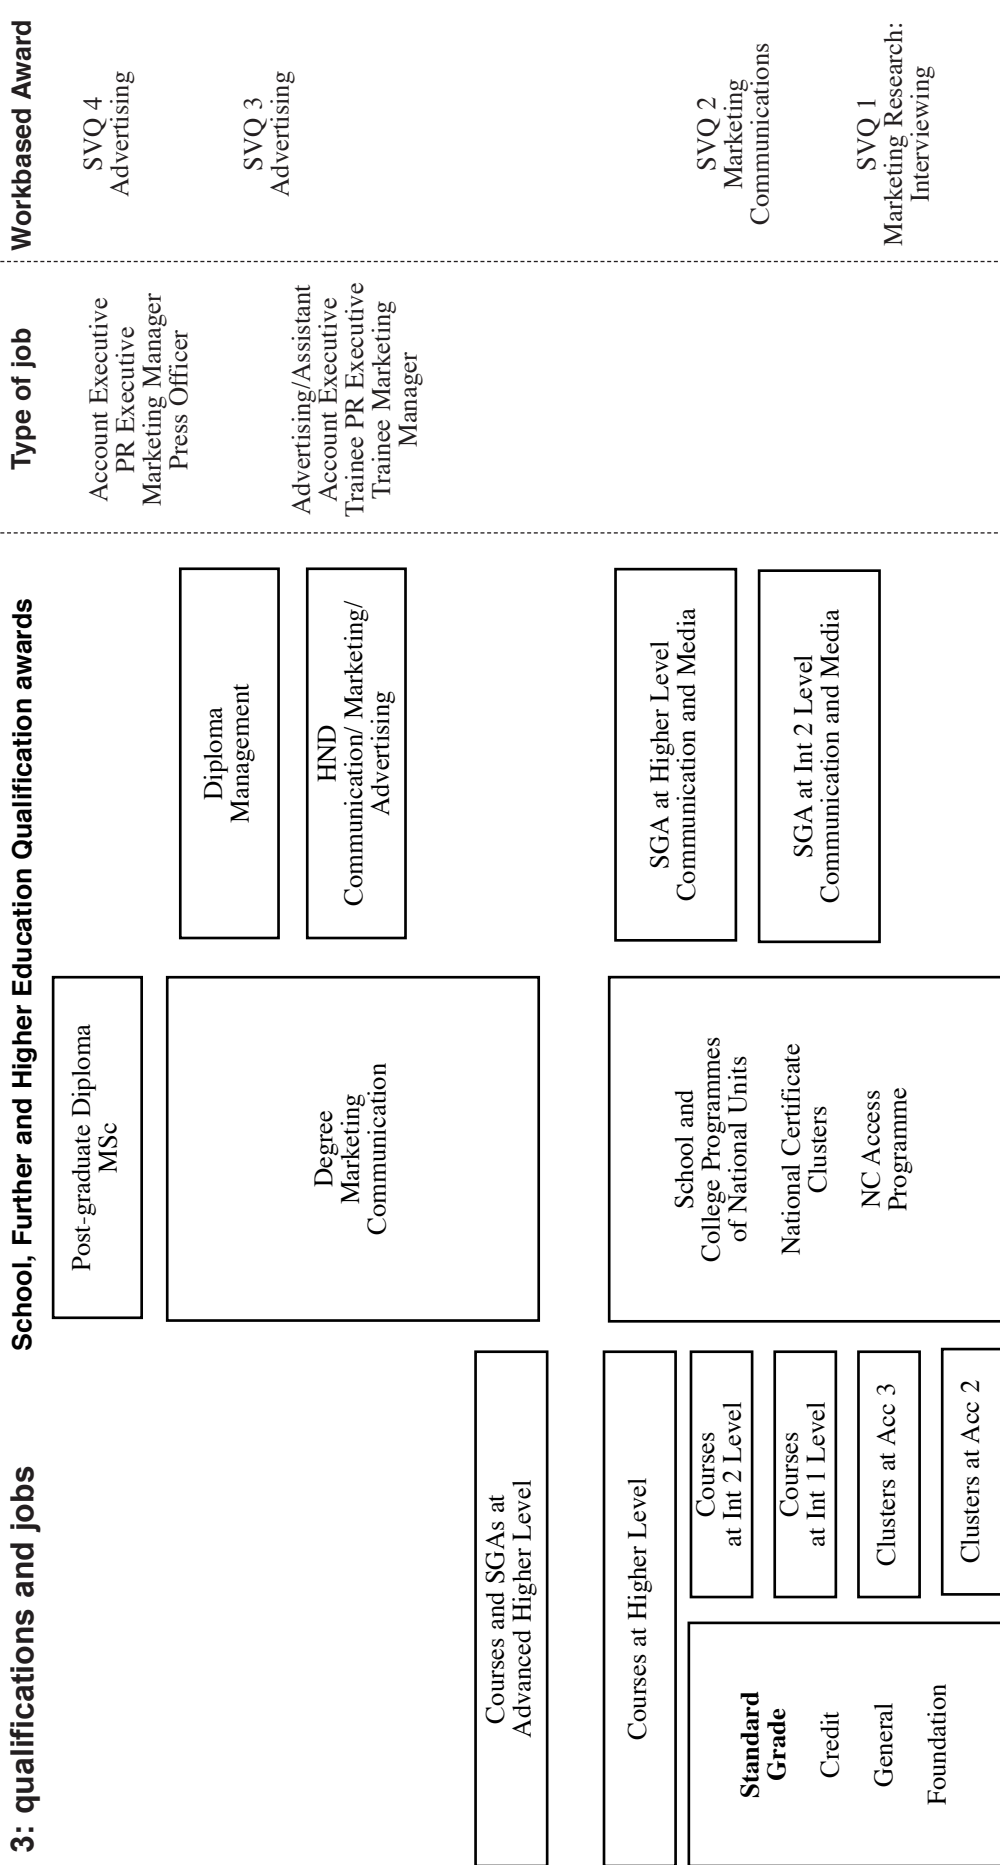 3: qualifications and jobs
School, Further and Higher Education Qualification awards
Type of job
Workbased Award
Courses and SGAs at
Advanced Higher Level
Courses at Higher Level
Standard
Grade
Credit
General
Foundation
Courses
at Int 2 Level
Courses
at Int 1 Level
Clusters at Acc 3
Clusters at Acc 2
Post-graduate Diploma
MSc
Degree
Marketing
Communication
School and
College Programmes
of National Units
National Certificate
Clusters
NC Access
Programme
Diploma
Management
HND
Communication/ Marketing/
Advertising
SGA at Higher Level
Communication and Media
SGA at Int 2 Level
Communication and Media
Account Executive
PR Executive
Marketing Manager
Press Officer
Advertising/Assistant
Account Executive
Trainee PR Executive
Trainee Marketing
Manager
SVQ 4
Advertising
SVQ 3
Advertising
SVQ 2
Marketing
Communications
SVQ 1
Marketing Research:
Interviewing